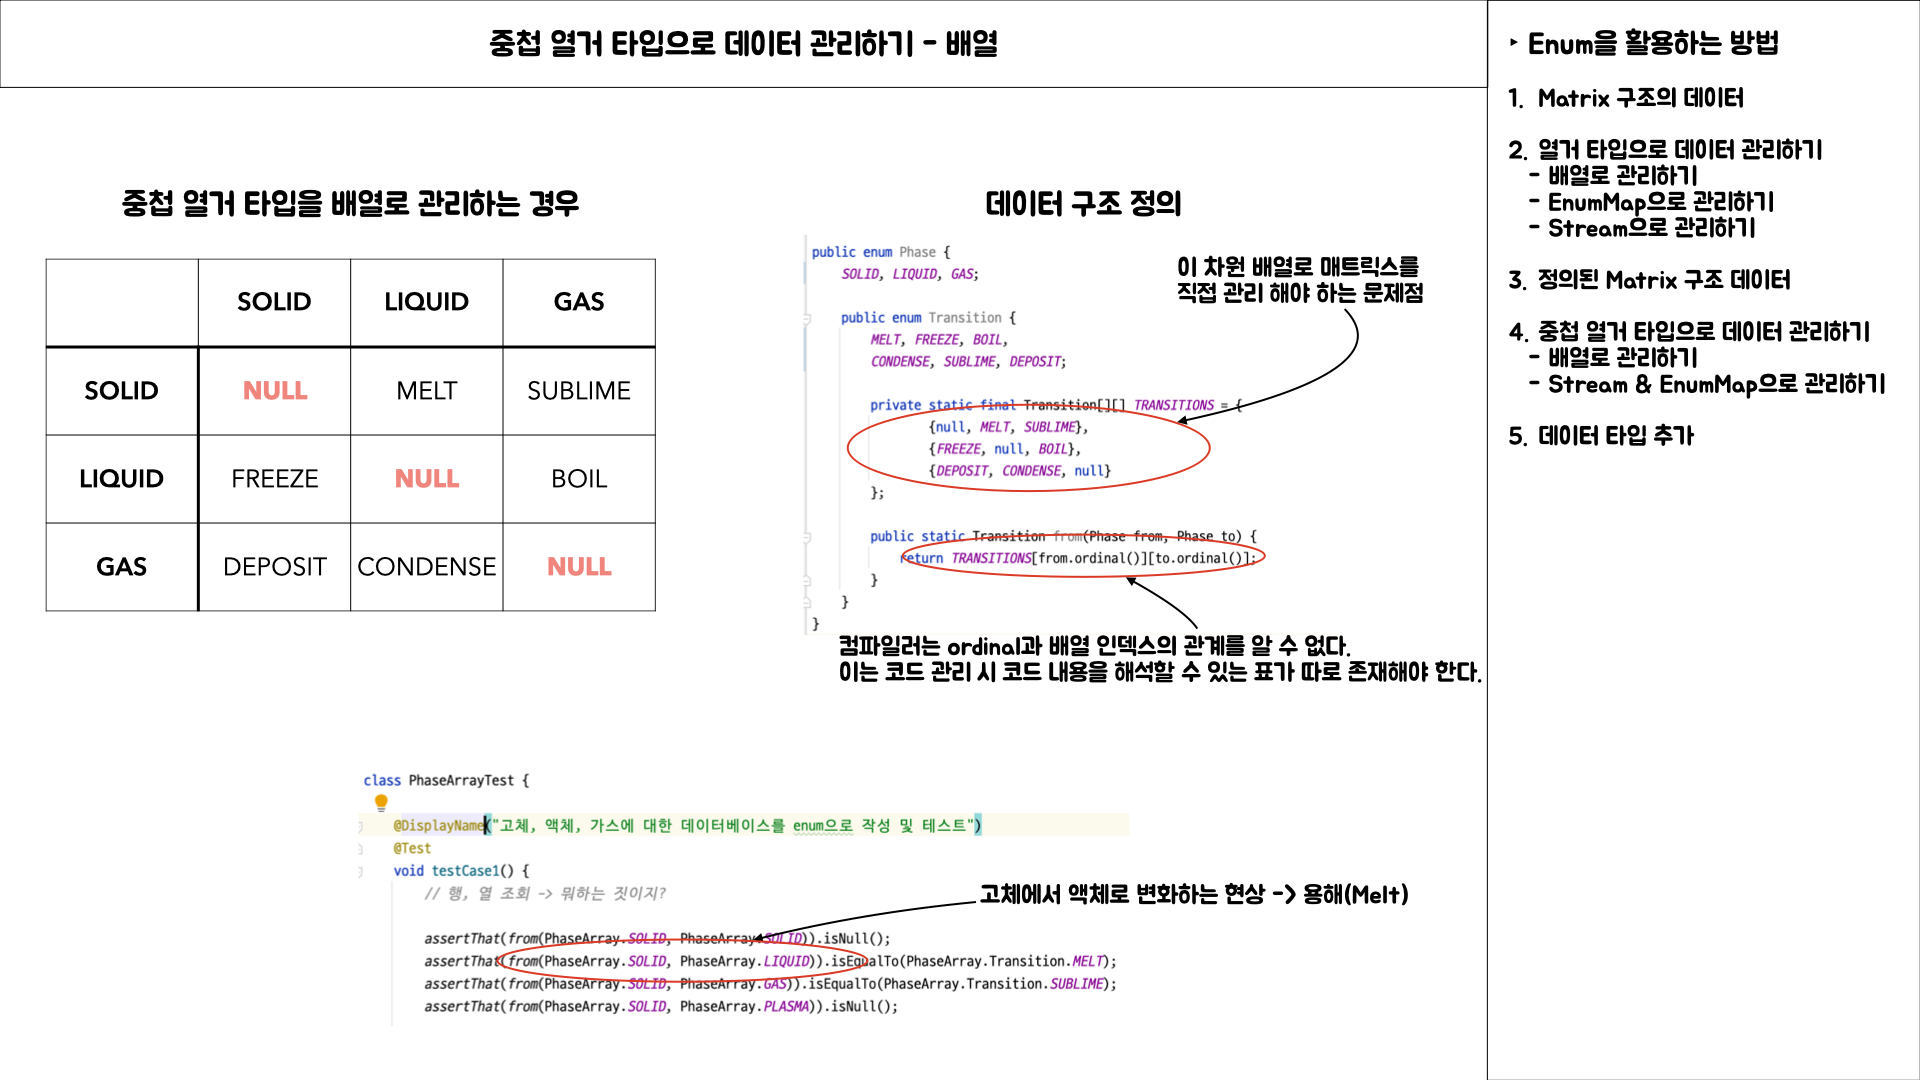 중첩 열거 타입으로 데이터 관리하기 - 배열
중첩 열거 타입을 배열로 관리하는 경우
SOLID LIQUID GAS
SOLID NULL MELT SUBLIME
LIQUID FREEZE NULL BOIL
GAS DEPOSIT CONDENSE NULL
데이터 구조 정의
public enum Phase {
SOLID, LIQUID, GAS;
public enum Transition {
MELT, FREEZE, BOIL,
CONDENSE, SUBLIME, DEPOSIT;
private static final Transition[][] TRANSITIONS = {
{null, MELT, SUBLIME},
{FREEZE, null, BOIL},
{DEPOSIT, CONDENSE, null}
};
public static Transition from(Phase from, Phase to) {
return TRANSITIONS[from.ordinal()][to.ordinal()];
}
}
}
이 차원 배열로 매트릭스를
직접 관리 해야 하는 문제점
컴파일러는 ordinal과 배열 인덱스의 관계를 알 수 없다.
이는 코드 관리 시 코드 내용을 해석할 수 있는 표가 따로 존재해야 한다.
class PhaseArrayTest {
@DisplayName("고체, 액체, 가스에 대한 데이터베이스를 enum으로 작성 및 테스트")
@Test
void testCase1() {
// 행, 열 조회 -> 뭐하는 짓이지?
고체에서 액체로 변화하는 현상 -> 용해(Melt)
assertThat(from(PhaseArray.SOLID, PhaseArray.SOLID)).isNull();
assertThat(from(PhaseArray.SOLID, PhaseArray.LIQUID)).isEqualTo(PhaseArray.Transition.MELT);
assertThat(from(PhaseArray.SOLID, PhaseArray.GAS)).isEqualTo(PhaseArray.Transition.SUBLIME);
assertThat(from(PhaseArray.SOLID, PhaseArray.PLASMA)).isNull();
‣ Enum을 활용하는 방법
1. Matrix 구조의 데이터
2. 열거 타입으로 데이터 관리하기
- 배열로 관리하기
- EnumMap으로 관리하기
- Stream으로 관리하기
3. 정의된 Matrix 구조 데이터
4. 중첩 열거 타입으로 데이터 관리하기
- 배열로 관리하기
- Stream & EnumMap으로 관리하기
5. 데이터 타입 추가